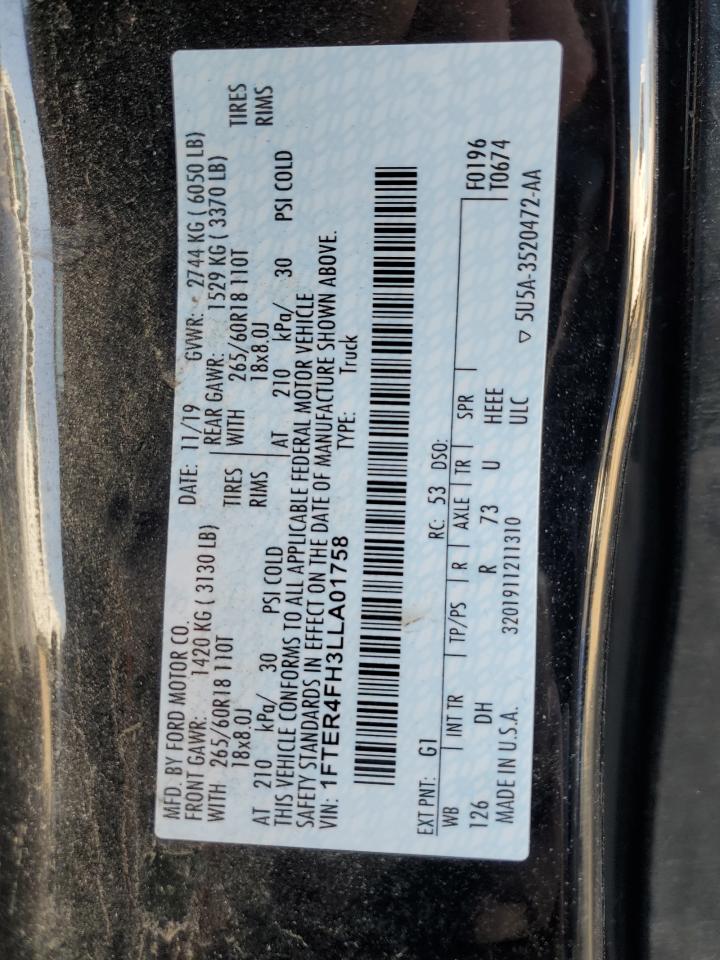 MFD. BY FORD MOTOR CO.
DATE: 11/19 GVWR: 2744 KG ( 6050 LB)
FRONT GAWR: 1420 KG ( 3130 LB) REAR GAWR: 1529 KG ( 3370 LB)
WITH 265/60R18 110T TIRES WITH 265/60R18 110T TIRES
18x8.0J RIMS 18x8.0J RIMS
AT 210 kPa/ 30 PSI COLD AT 210 kPa/ 30 PSI COLD
THIS VEHICLE CONFORMS TO ALL APPLICABLE FEDERAL MOTOR VEHICLE
SAFETY STANDARDS IN EFFECT ON THE DATE OF MANUFACTURE SHOWN ABOVE.
VIN: 1FTER4FH3LLA01758 TYPE: Truck
EXT PNT: G1 RC: 53 DSO: F0196
WB INT TR TP/PS R AXLE TR SPR T0674
126 DH R 73 U HEEE
MADE IN U.S.A. 3201911211310 ULC
▽ 5U5A-3520472-AA